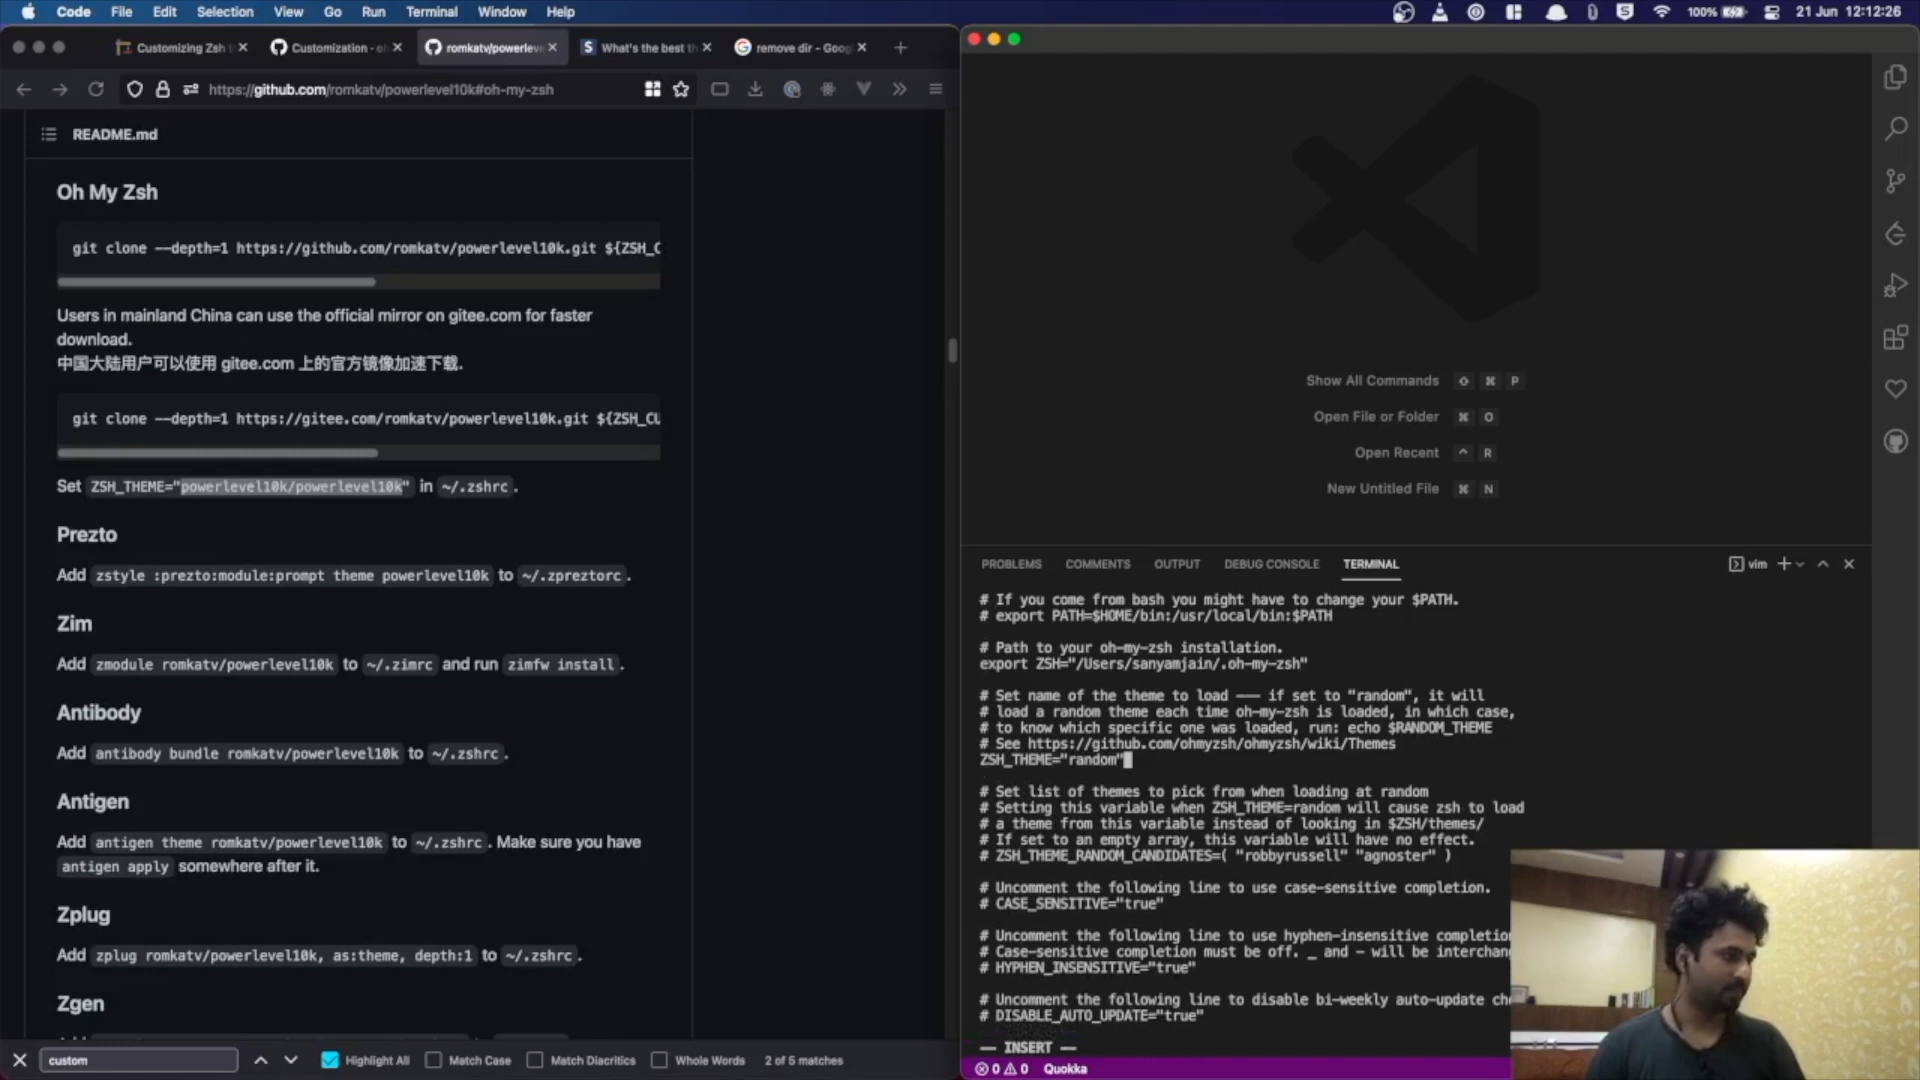 Code File Edit Selection View Go Run Terminal Window Help
100% 21 Jun 12:12:26
Customizing Zsh
Customization - o
romkatv/powerlev
What's the best t
remove dir - Goog
https://github.com/romkatv/powerlevel10k#oh-my-zsh
README.md
Oh My Zsh
git clone --depth=1 https://github.com/romkatv/powerlevel10k.git ${ZSH_C
Users in mainland China can use the official mirror on gitee.com for faster
download.
中国大陆用户可以使用 gitee.com 上的官方镜像加速下载.
git clone --depth=1 https://gitee.com/romkatv/powerlevel10k.git ${ZSH_CU
Set ZSH_THEME="powerlevel10k/powerlevel10k" in ~/.zshrc.
Prezto
Add zstyle :prezto:module:prompt theme powerlevel10k to ~/.zpreztorc.
Zim
Add zmodule romkatv/powerlevel10k to ~/.zimrc and run zimfw install.
Antibody
Add antibody bundle romkatv/powerlevel10k to ~/.zshrc.
Antigen
Add antigen theme romkatv/powerlevel10k to ~/.zshrc. Make sure you have
antigen apply somewhere after it.
Zplug
Add zplug romkatv/powerlevel10k, as:theme, depth:1 to ~/.zshrc.
Zgen
custom Highlight All Match Case Match Diacritics Whole Words 2 of 5 matches
Show All Commands ⇧ ⌘ P
Open File or Folder ⌘ O
Open Recent ^ R
New Untitled File ⌘ N
PROBLEMS COMMENTS OUTPUT DEBUG CONSOLE TERMINAL vim
# If you come from bash you might have to change your $PATH.
# export PATH=$HOME/bin:/usr/local/bin:$PATH
# Path to your oh-my-zsh installation.
export ZSH="/Users/sanyamjain/.oh-my-zsh"
# Set name of the theme to load --- if set to "random", it will
# load a random theme each time oh-my-zsh is loaded, in which case,
# to know which specific one was loaded, run: echo $RANDOM_THEME
# See https://github.com/ohmyzsh/ohmyzsh/wiki/Themes
ZSH_THEME="random"
# Set list of themes to pick from when loading at random
# Setting this variable when ZSH_THEME=random will cause zsh to load
# a theme from this variable instead of looking in $ZSH/themes/
# If set to an empty array, this variable will have no effect.
# ZSH_THEME_RANDOM_CANDIDATES=( "robbyrussell" "agnoster" )
# Uncomment the following line to use case-sensitive completion.
# CASE_SENSITIVE="true"
# Uncomment the following line to use hyphen-insensitive completion
# Case-sensitive completion must be off. _ and - will be interchang
# HYPHEN_INSENSITIVE="true"
# Uncomment the following line to disable bi-weekly auto-update che
# DISABLE_AUTO_UPDATE="true"
-- INSERT --
0 0 Quokka